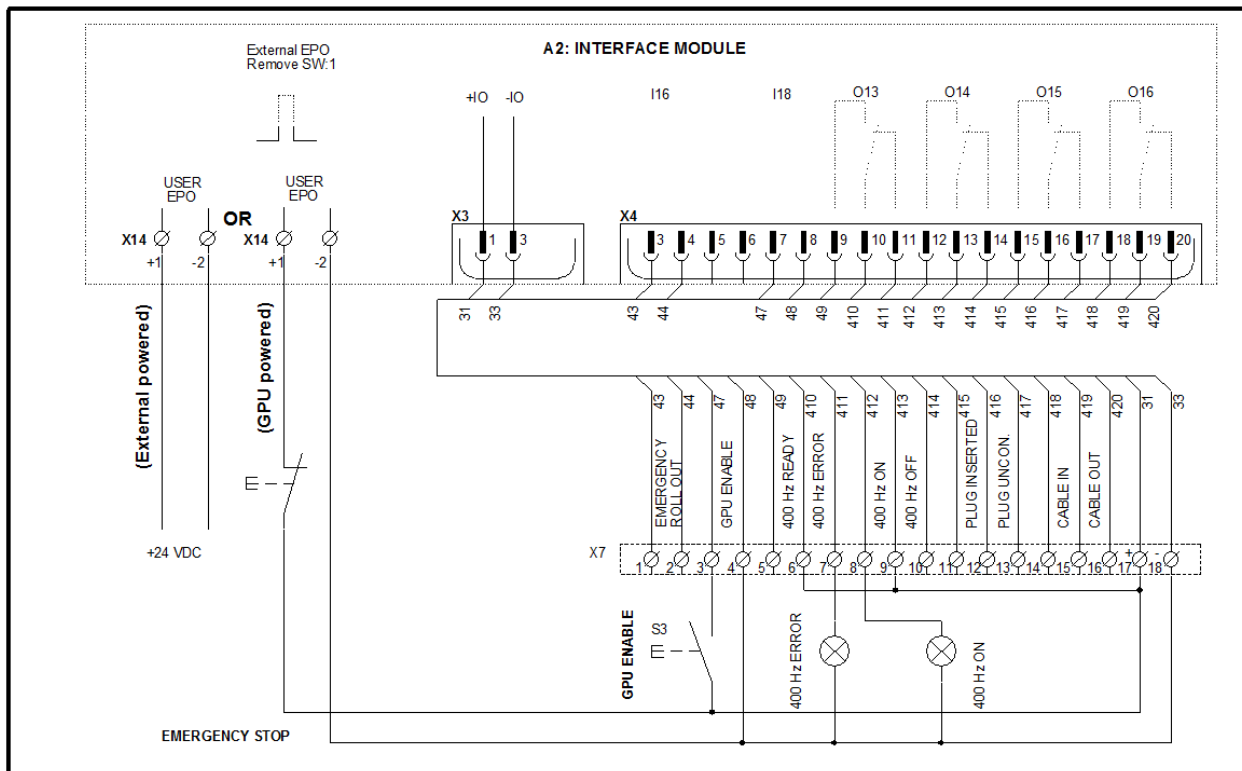 A2: INTERFACE MODULE
External EPO
Remove SW:1
+IO -IO I16 I18 O13 O14 O15 O16
USER
EPO
OR
USER
EPO
X14 X14
+1 -2 +1 -2
X3
1 3
X4
3 4 5 6 7 8 9 10 11 12 13 14 15 16 17 18 19 20
31 33 43 44 47 48 49 410 411 412 413 414 415 416 417 418 419 420
(External powered)
(GPU powered)
+24 VDC
43 44 47 48 49 410 411 412 413 414 415 416 417 418 419 420 31 33
EMERGENCY
ROLL OUT
GPU ENABLE
400 Hz READY
400 Hz ERROR
400 Hz ON
400 Hz OFF
PLUG INSERTED
PLUG UNCON.
CABLE IN
CABLE OUT
X7
+ -
1 2 3 4 5 6 7 8 9 10 11 12 13 14 15 16 17 18
GPU ENABLE
S3
400 Hz ERROR
400 Hz ON
EMERGENCY STOP